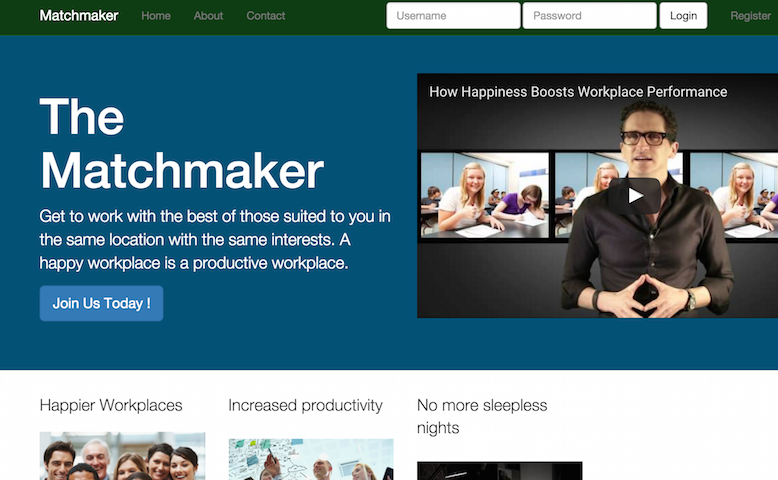 Matchmaker Home About Contact Username Password Login Register
How Happiness Boosts Workplace Performance
The
Matchmaker
Get to work with the best of those suited to you in
the same location with the same interests. A
happy workplace is a productive workplace.
Join Us Today !
Happier Workplaces
Increased productivity
No more sleepless
nights